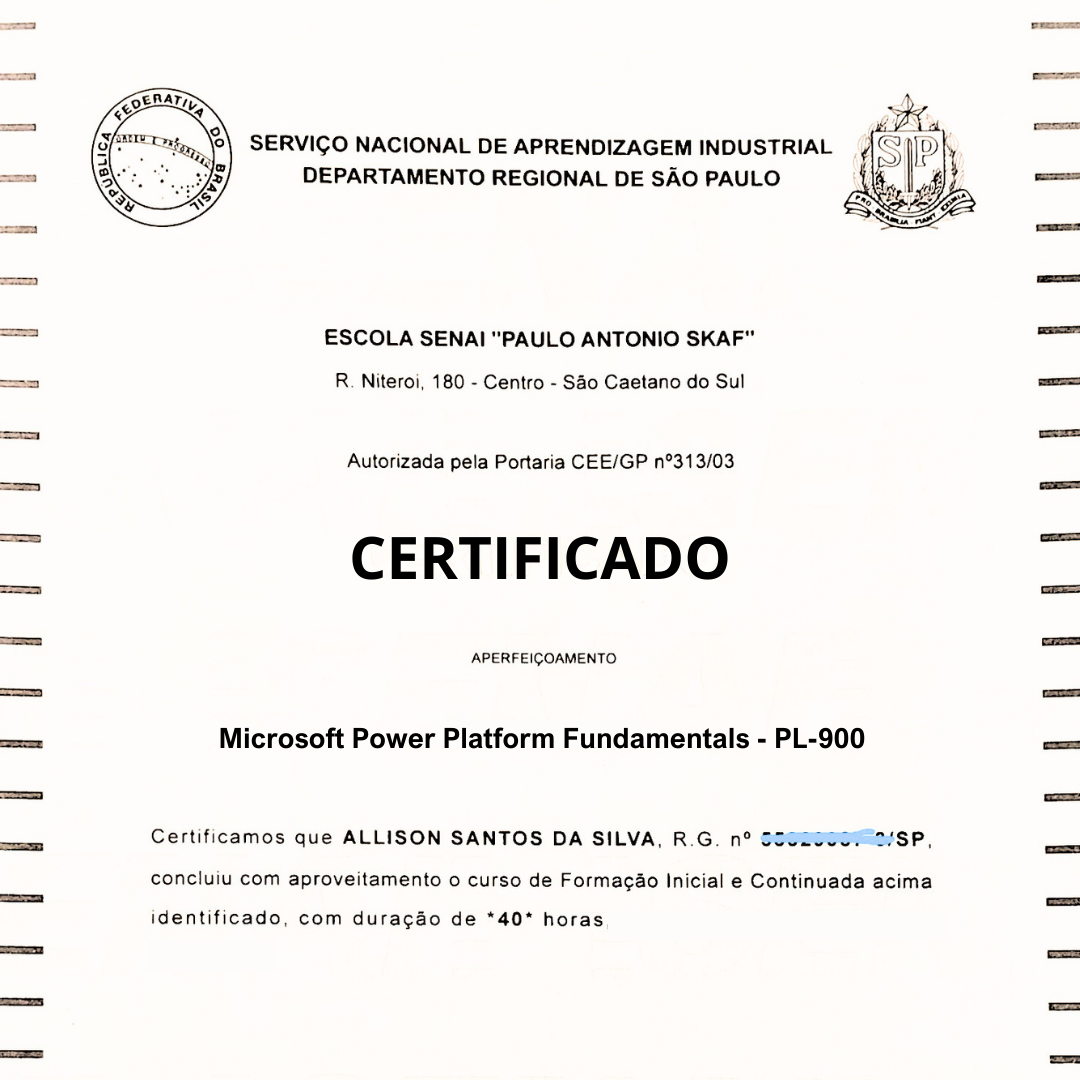 REPÚBLICA FEDERATIVA DO BRASIL
ORDEM E PROGRESSO
SERVIÇO NACIONAL DE APRENDIZAGEM INDUSTRIAL
DEPARTAMENTO REGIONAL DE SÃO PAULO
SP
PRO BRASILIA FIANT EXIMIA
ESCOLA SENAI "PAULO ANTONIO SKAF"
R. Niteroi, 180 - Centro - São Caetano do Sul
Autorizada pela Portaria CEE/GP nº313/03
CERTIFICADO
APERFEIÇOAMENTO
Microsoft Power Platform Fundamentals - PL-900
Certificamos que ALLISON SANTOS DA SILVA, R.G. nº /SP,
concluiu com aproveitamento o curso de Formação Inicial e Continuada acima
identificado, com duração de *40* horas